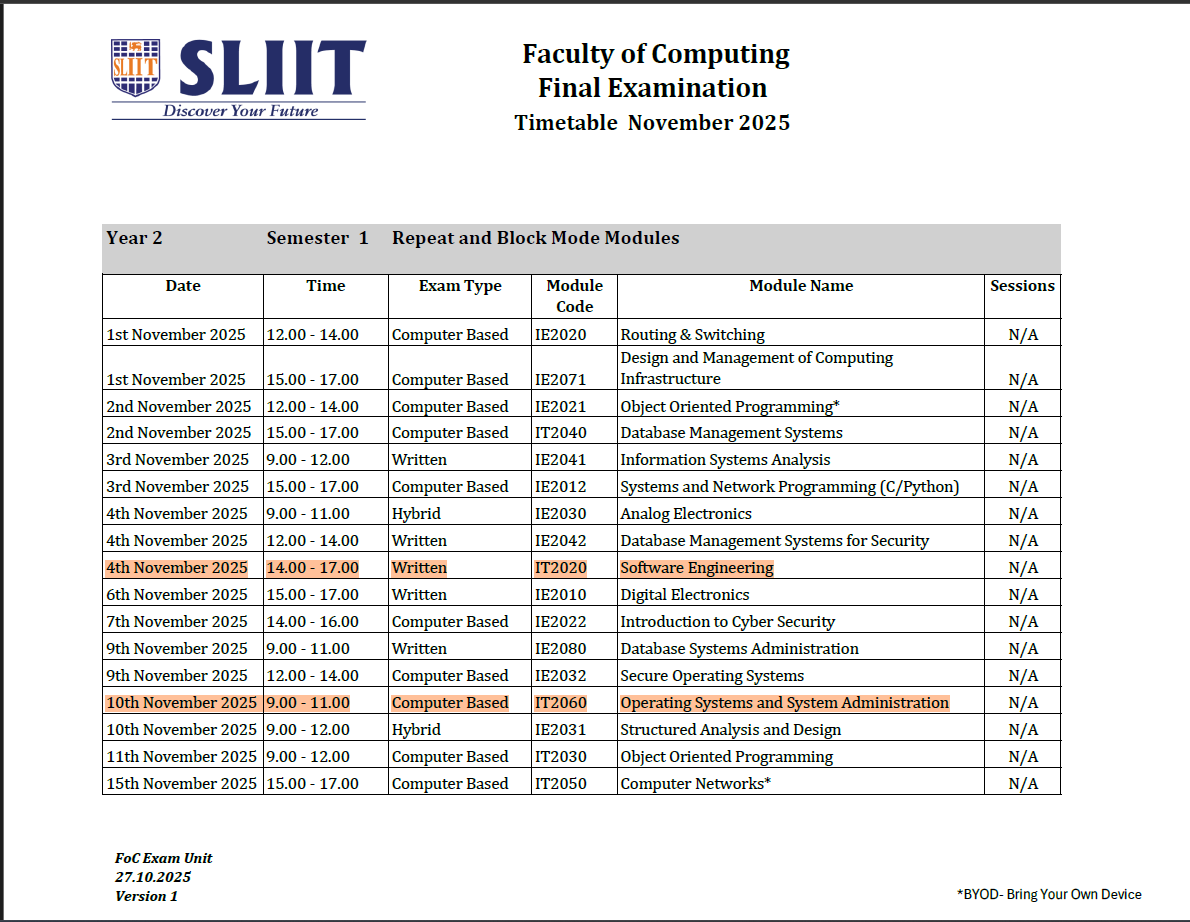 SLIIT
SLIIT
Discover Your Future
Faculty of Computing
Final Examination
Timetable November 2025
Year 2 Semester 1 Repeat and Block Mode Modules
Date Time Exam Type Module Code Module Name Sessions
1st November 2025 12.00 - 14.00 Computer Based IE2020 Routing & Switching N/A
1st November 2025 15.00 - 17.00 Computer Based IE2071 Design and Management of Computing Infrastructure N/A
2nd November 2025 12.00 - 14.00 Computer Based IE2021 Object Oriented Programming* N/A
2nd November 2025 15.00 - 17.00 Computer Based IT2040 Database Management Systems N/A
3rd November 2025 9.00 - 12.00 Written IE2041 Information Systems Analysis N/A
3rd November 2025 15.00 - 17.00 Computer Based IE2012 Systems and Network Programming (C/Python) N/A
4th November 2025 9.00 - 11.00 Hybrid IE2030 Analog Electronics N/A
4th November 2025 12.00 - 14.00 Written IE2042 Database Management Systems for Security N/A
4th November 2025 14.00 - 17.00 Written IT2020 Software Engineering N/A
6th November 2025 15.00 - 17.00 Written IE2010 Digital Electronics N/A
7th November 2025 14.00 - 16.00 Computer Based IE2022 Introduction to Cyber Security N/A
9th November 2025 9.00 - 11.00 Written IE2080 Database Systems Administration N/A
9th November 2025 12.00 - 14.00 Computer Based IE2032 Secure Operating Systems N/A
10th November 2025 9.00 - 11.00 Computer Based IT2060 Operating Systems and System Administration N/A
10th November 2025 9.00 - 12.00 Hybrid IE2031 Structured Analysis and Design N/A
11th November 2025 9.00 - 12.00 Computer Based IT2030 Object Oriented Programming N/A
15th November 2025 15.00 - 17.00 Computer Based IT2050 Computer Networks* N/A
FoC Exam Unit
27.10.2025
Version 1
*BYOD- Bring Your Own Device